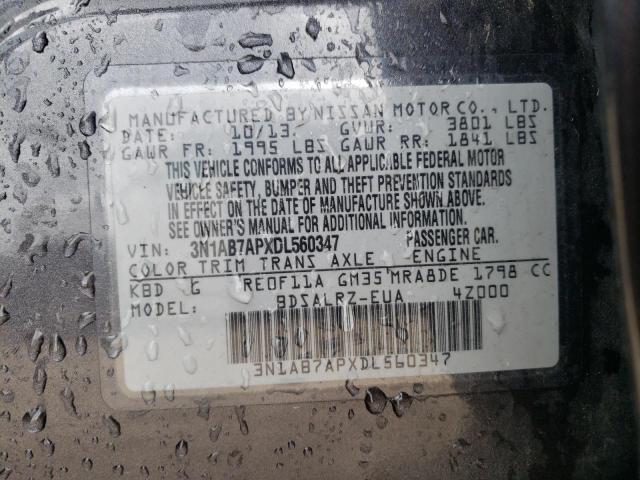 MANUFACTURED BY NISSAN MOTOR CO., LTD.
DATE: 10/13 GVWR: 3801 LBS
GAWR FR: 1995 LBS GAWR RR: 1841 LBS
THIS VEHICLE CONFORMS TO ALL APPLICABLE FEDERAL MOTOR
VEHICLE SAFETY, BUMPER AND THEFT PREVENTION STANDARDS
IN EFFECT ON THE DATE OF MANUFACTURE SHOWN ABOVE.
SEE OWNER'S MANUAL FOR ADDITIONAL INFORMATION.
VIN: 3N1AB7APXDL560347 PASSENGER CAR.
COLOR TRIM TRANS AXLE ENGINE
KBD G RE0F11A GM35 MRA8DE 1798 CC
MODEL: BDSALRZ-EUA 4Z000
3N1AB7APXDL560347